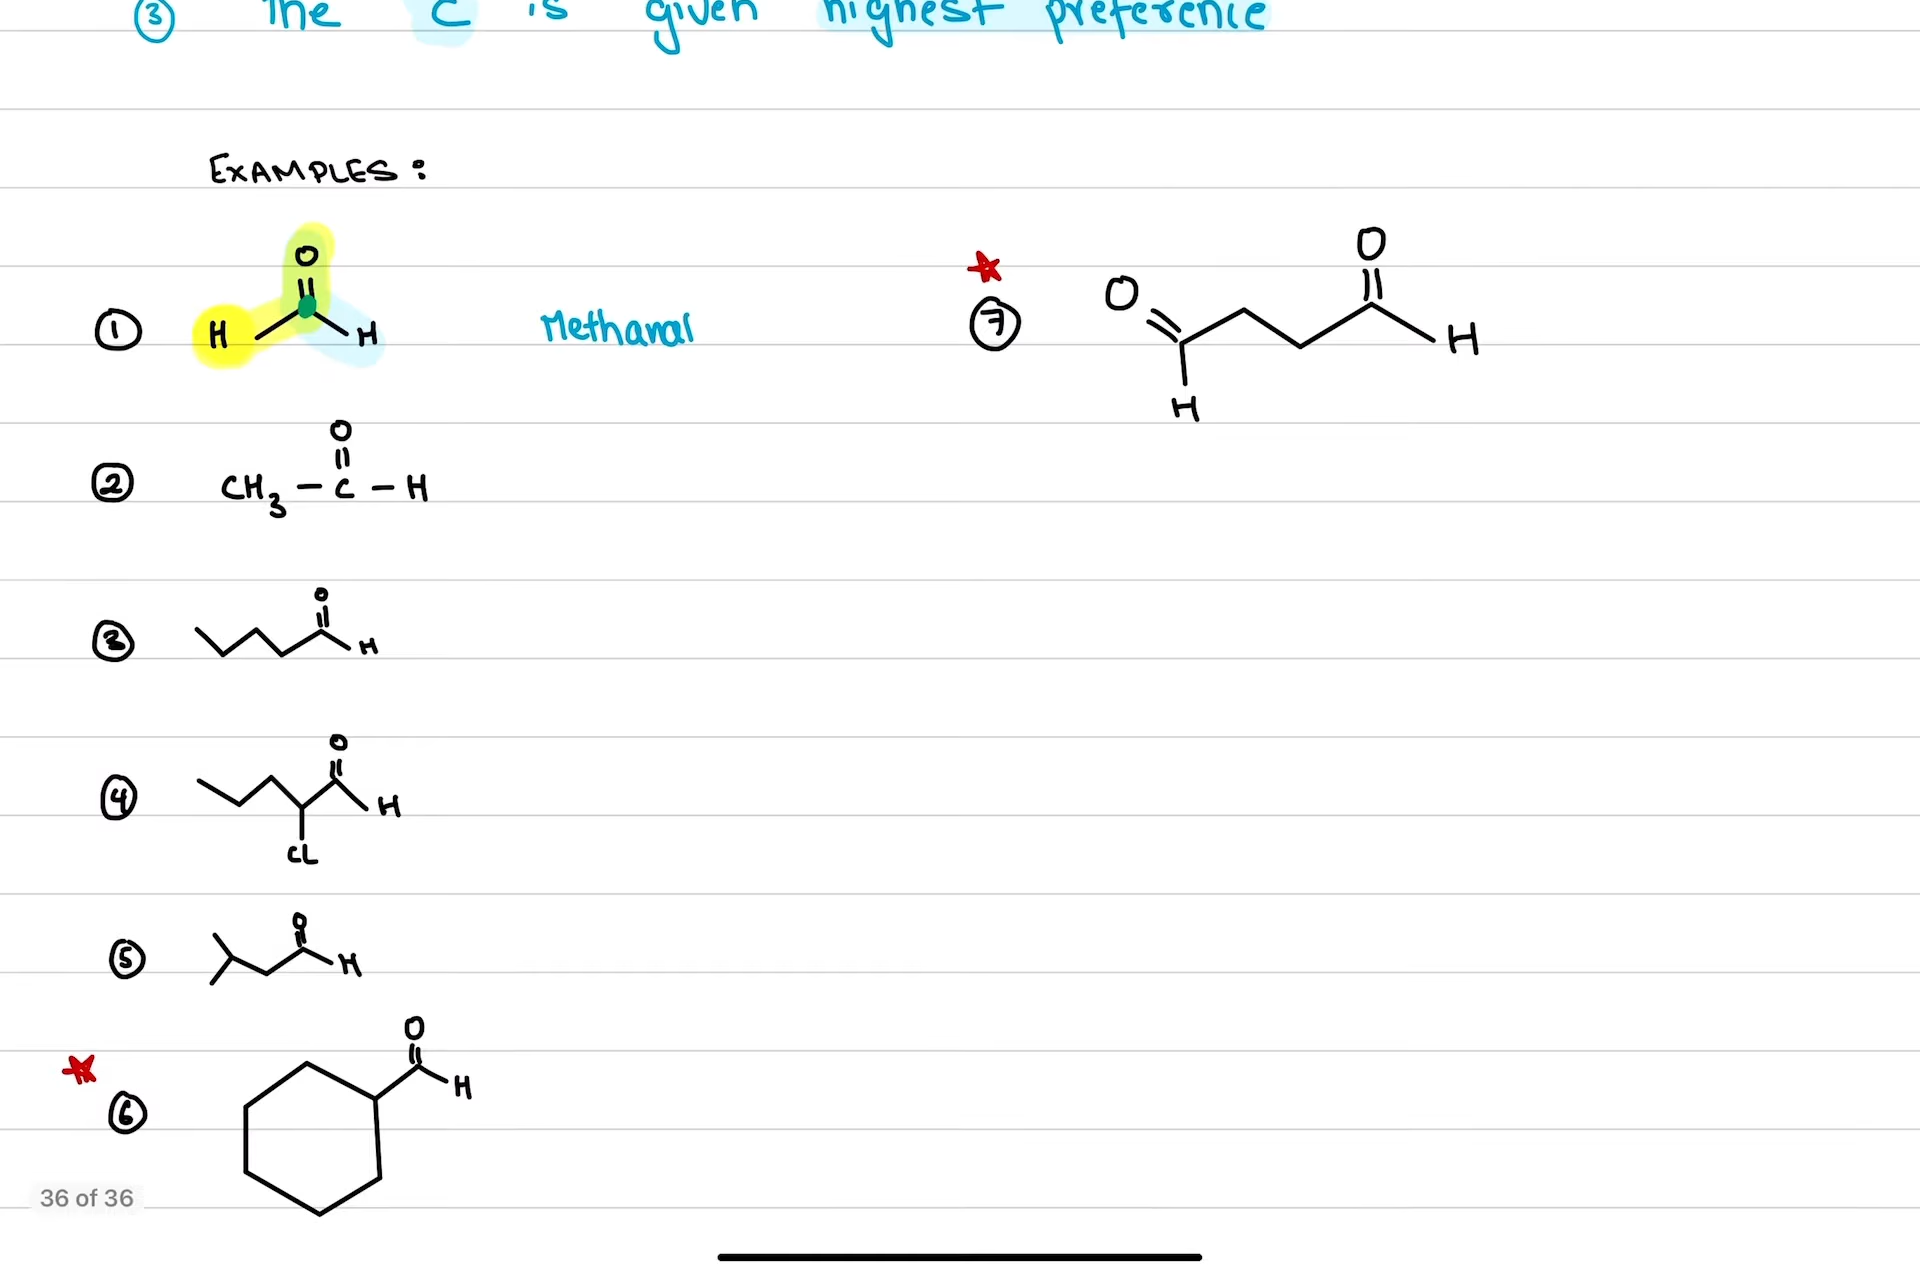 ③ The C is given highest preference
EXAMPLES:
① H O H Methanal
② CH3 - C - H
O
③ O H
④ O H
CL
⑤ O H
⑥ O H
⑦ O O H
H
36 of 36